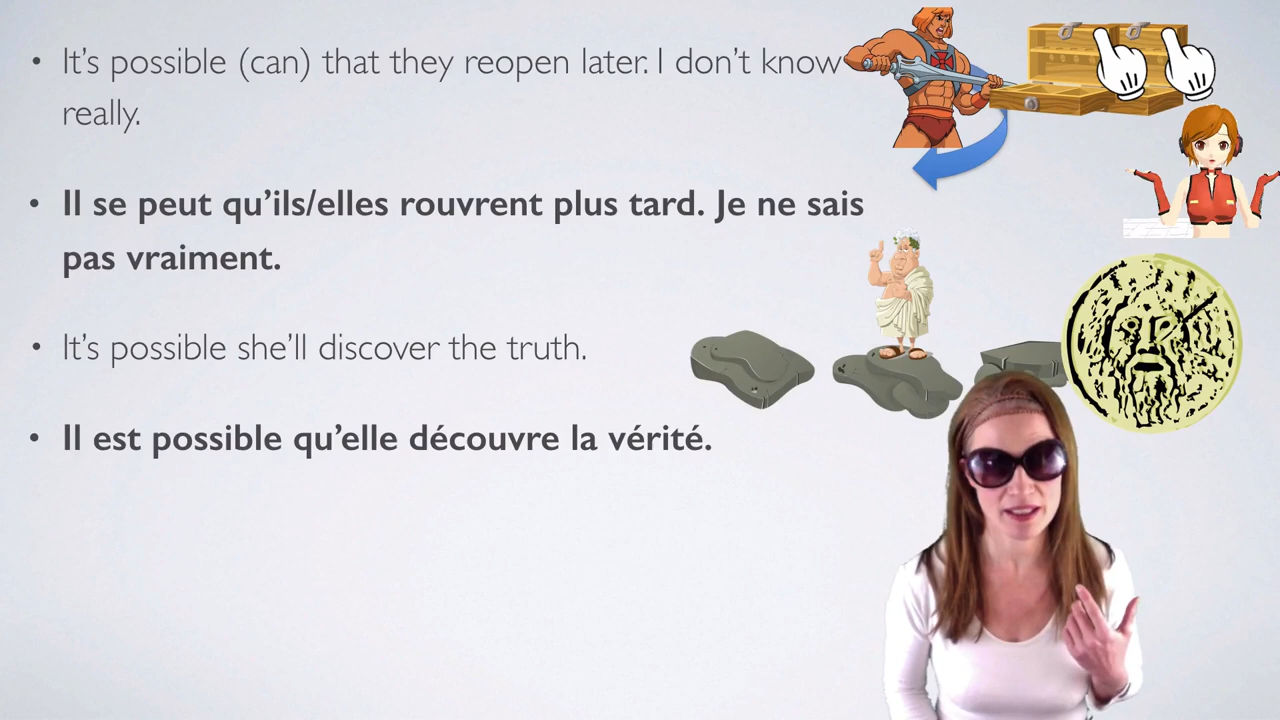 • It’s possible (can) that they reopen later. I don’t know
really.
• Il se peut qu’ils/elles rouvrent plus tard. Je ne sais
pas vraiment.
• It’s possible she’ll discover the truth.
• Il est possible qu’elle découvre la vérité.